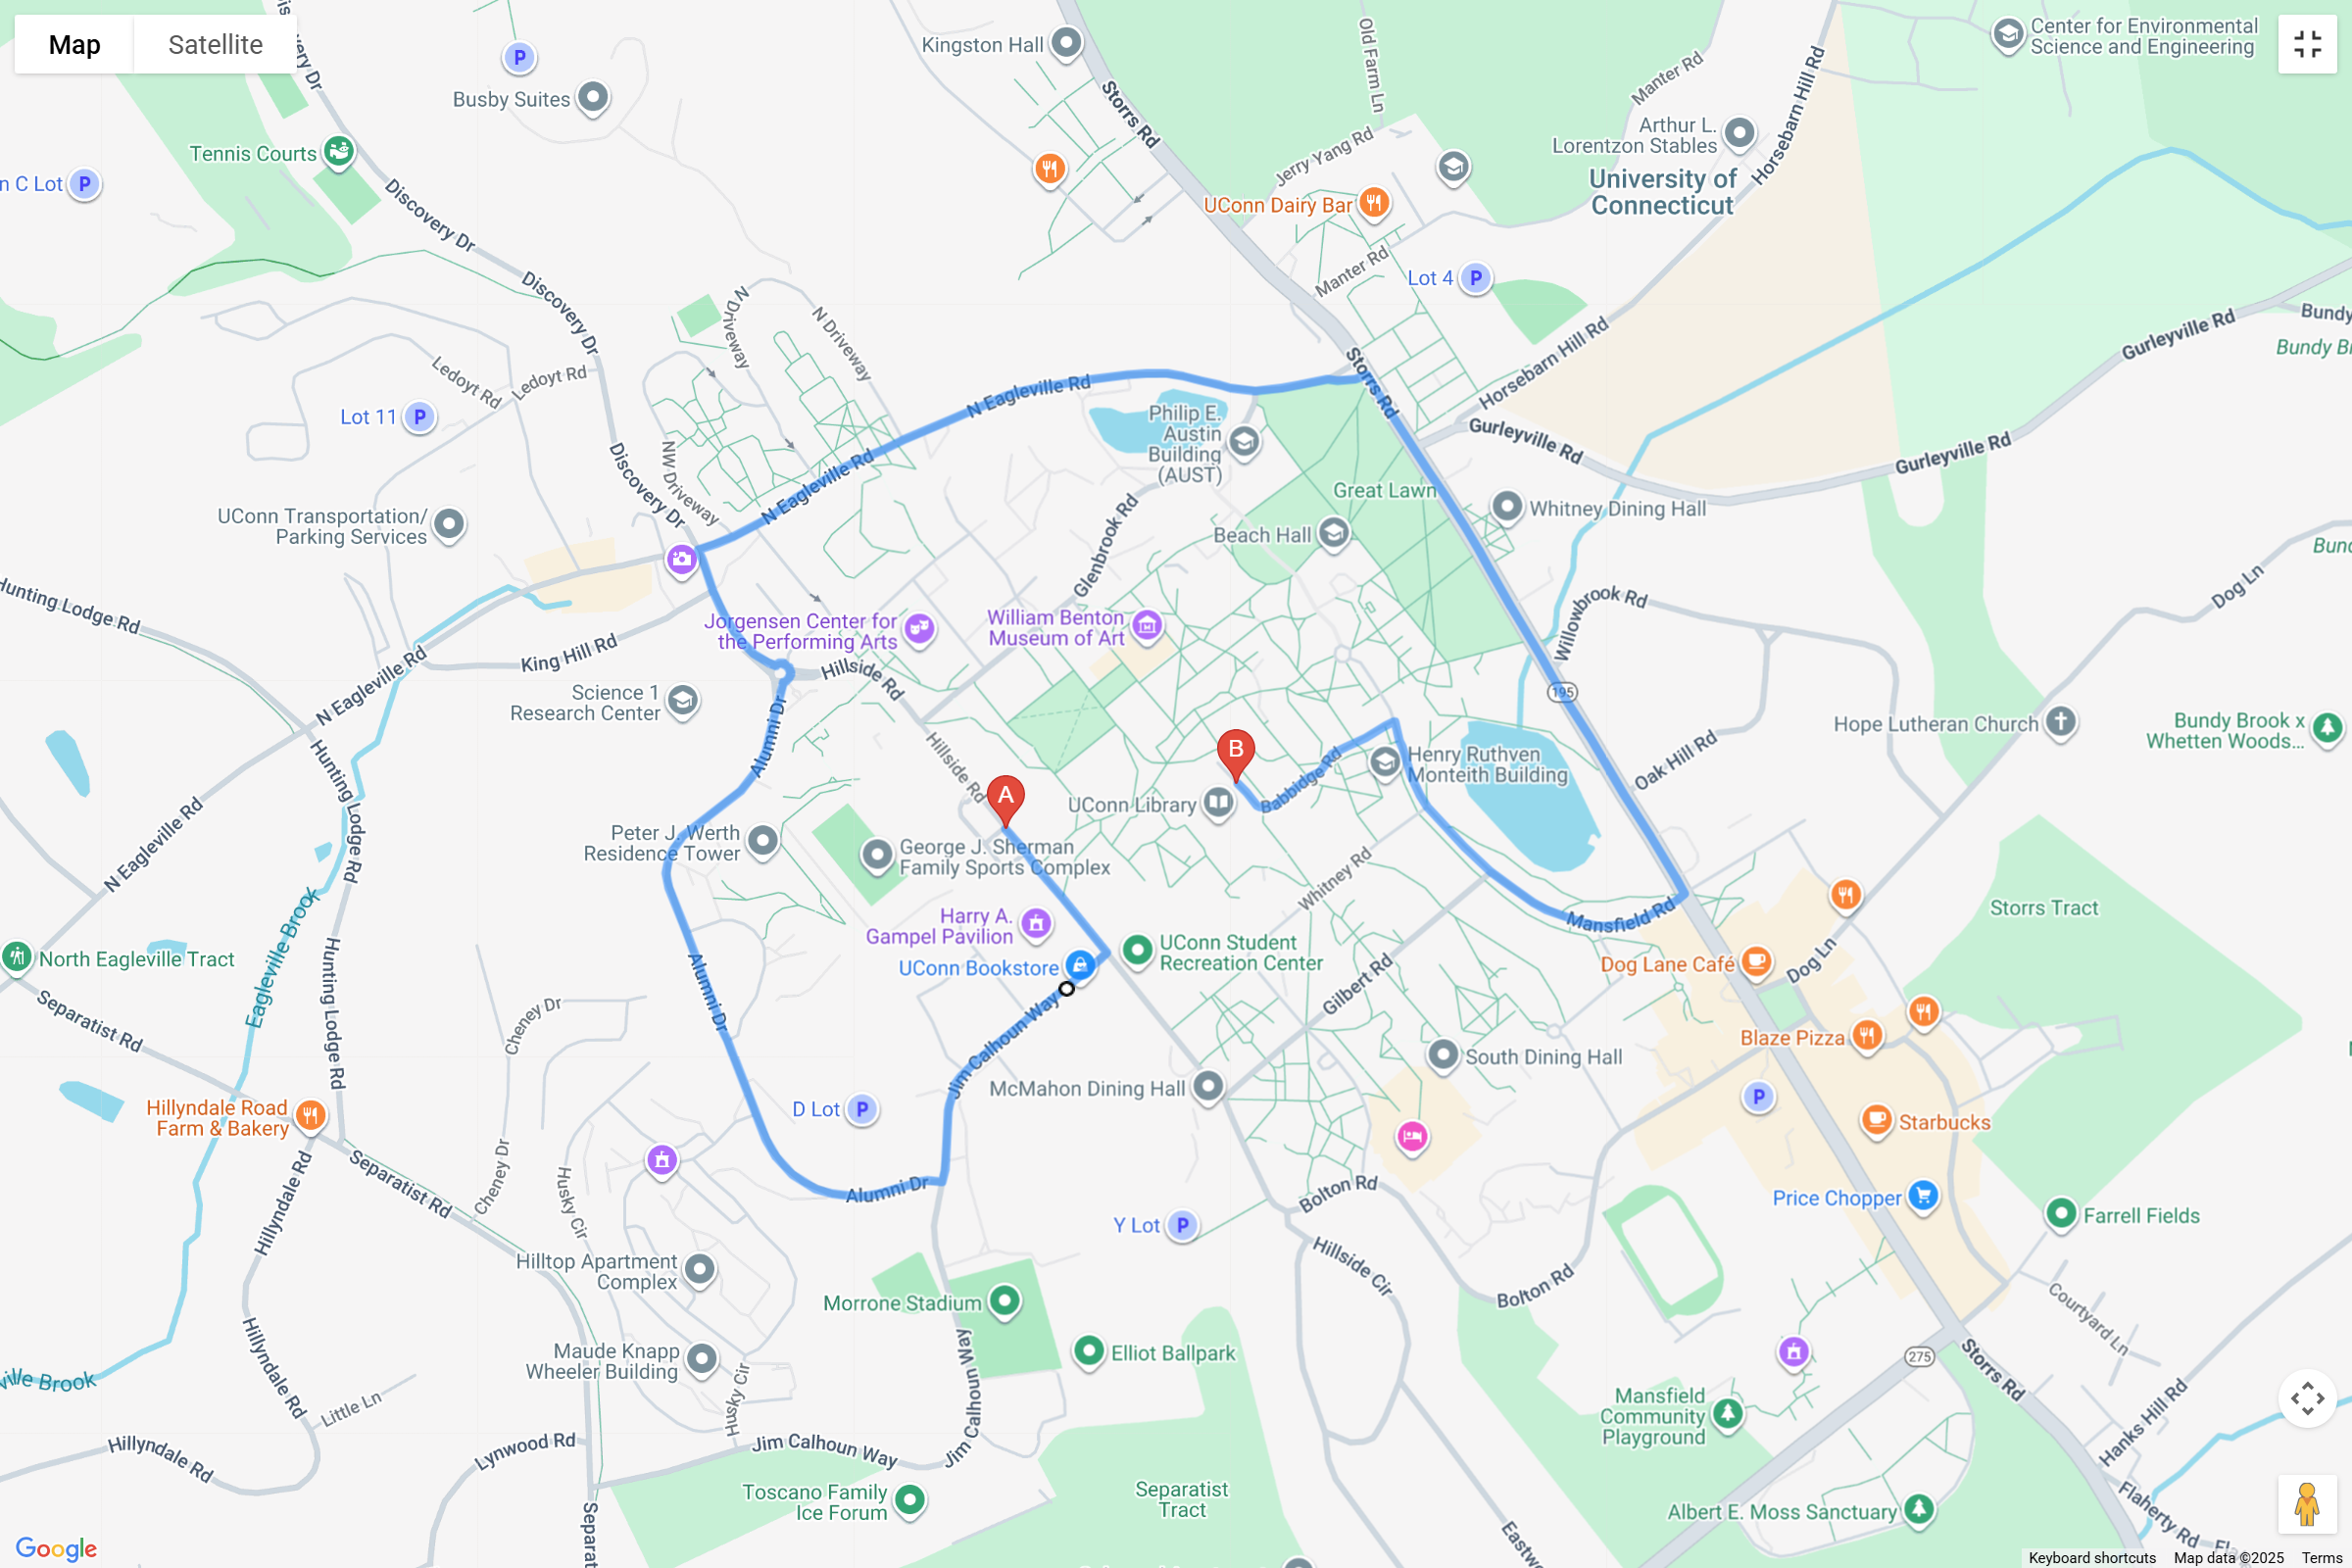 Map
Satellite
Discovery Dr
Kingston Hall
Busby Suites
Storrs Rd
Old Farm Ln
Manter Rd
Horsebarn Hill Rd
Center for Environmental
Science and Engineering
Arthur L.
Lorentzon Stables
University of
Connecticut
Jerry Yang Rd
UConn Dairy Bar
Tennis Courts
n C Lot
Discovery Dr
Manter Rd
Lot 4
Discovery Dr
N Driveway
N Driveway
Ledoyt Rd
Ledoyt Rd
Lot 11
N Eagleville Rd
Storrs Rd
Horsebarn Hill Rd
Gurleyville Rd
Bundy
Bundy B
Philip E.
Austin
Building
(AUST)
Gurleyville Rd
Gurleyville Rd
Discovery Dr
NW Driveway
N Eagleville Rd
Great Lawn
Whitney Dining Hall
Beach Hall
UConn Transportation/
Parking Services
Glenbrook Rd
Bund
Dog Ln
Hunting Lodge Rd
Willowbrook Rd
Jorgensen Center for
the Performing Arts
William Benton
Museum of Art
King Hill Rd
Hillside Rd
N Eagleville Rd
Science 1
Research Center
195
Alumni Dr
Hope Lutheran Church
Bundy Brook x
Whetten Woods...
Hillside Rd
B
Babbidge Rd
Henry Ruthven
Monteith Building
Oak Hill Rd
A
UConn Library
Hunting Lodge Rd
N Eagleville Rd
Peter J. Werth
Residence Tower
George J. Sherman
Family Sports Complex
Whitney Rd
Mansfield Rd
Storrs Tract
Harry A.
Gampel Pavilion
UConn Student
Recreation Center
UConn Bookstore
North Eagleville Tract
Eagleville Brook
Hunting Lodge Rd
Alumni Dr
Gilbert Rd
Dog Lane Café
Dog Ln
Separatist Rd
Cheney Dr
Jim Calhoun Way
South Dining Hall
Blaze Pizza
McMahon Dining Hall
D Lot
Hillyndale Road
Farm & Bakery
Starbucks
Separatist Rd
Cheney Dr
Husky Cir
Alumni Dr
Bolton Rd
Price Chopper
Y Lot
Farrell Fields
Hillyndale Rd
Hilltop Apartment
Complex
Hillside Cir
Bolton Rd
Morrone Stadium
Courtyard Ln
Hillyndale Rd
Elliot Ballpark
Maude Knapp
Wheeler Building
Husky Cir
Jim Calhoun Way
275
Storrs Rd
ville Brook
Little Ln
Mansfield
Community
Playground
Hanks Hill Rd
Hillyndale Rd
Lynwood Rd
Jim Calhoun Way
Toscano Family
Ice Forum
Separatist
Tract
Albert E. Moss Sanctuary
Flaherty Rd
Separat
Eastw
Google
Keyboard shortcuts
Map data ©2025
Terms